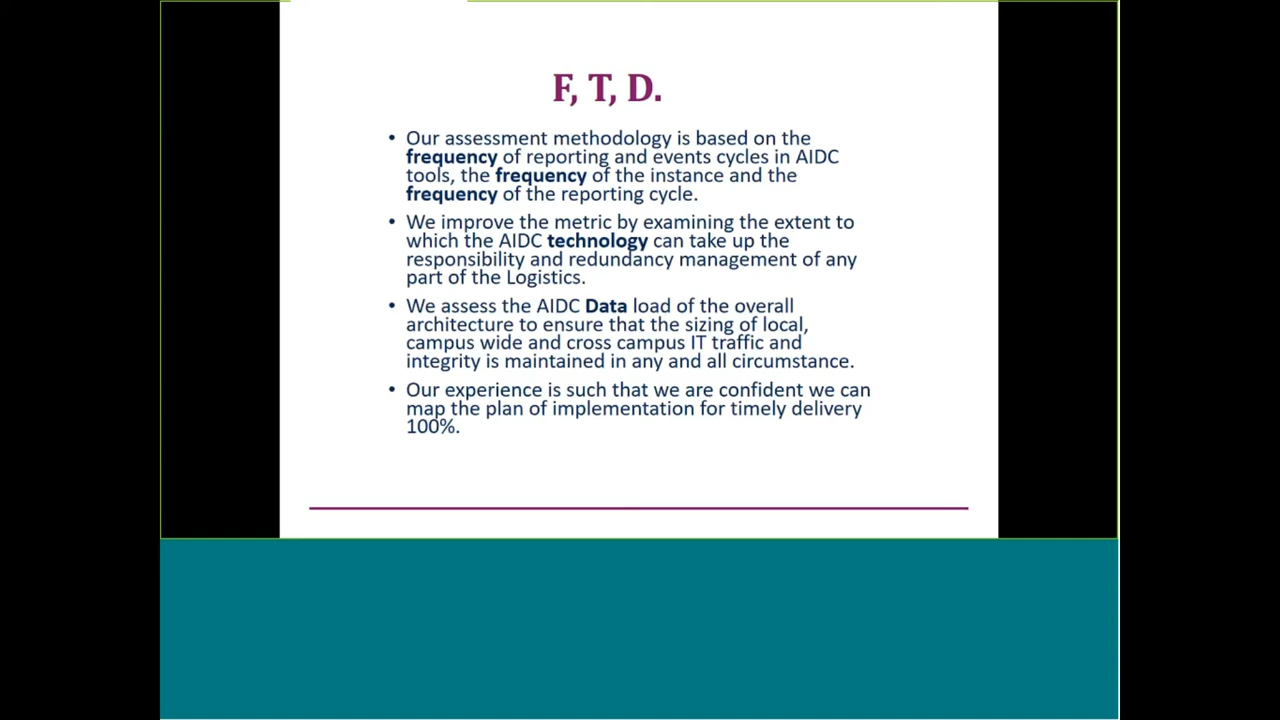 F, T, D.
• Our assessment methodology is based on the
frequency of reporting and events cycles in AIDC
tools, the frequency of the instance and the
frequency of the reporting cycle.
• We improve the metric by examining the extent to
which the AIDC technology can take up the
responsibility and redundancy management of any
part of the Logistics.
• We assess the AIDC Data load of the overall
architecture to ensure that the sizing of local,
campus wide and cross campus IT traffic and
integrity is maintained in any and all circumstance.
• Our experience is such that we are confident we can
map the plan of implementation for timely delivery
100%.